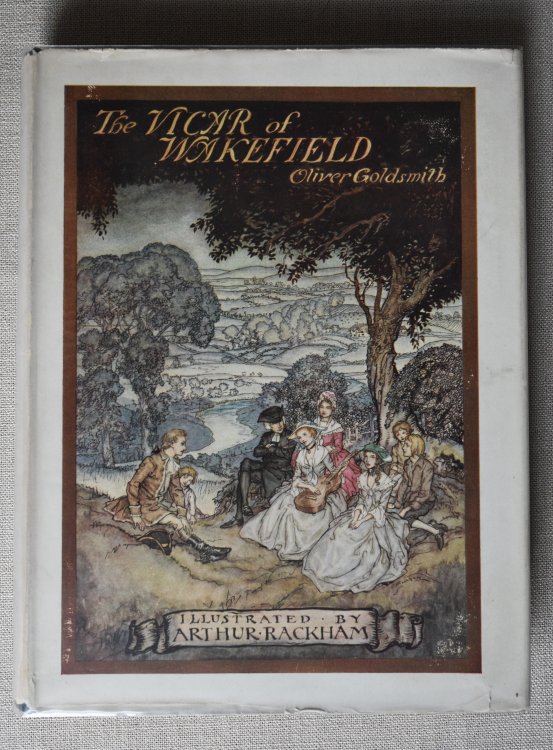 The VICAR of
WAKEFIELD
Oliver Goldsmith
ILLUSTRATED · BY
ARTHUR · RACKHAM